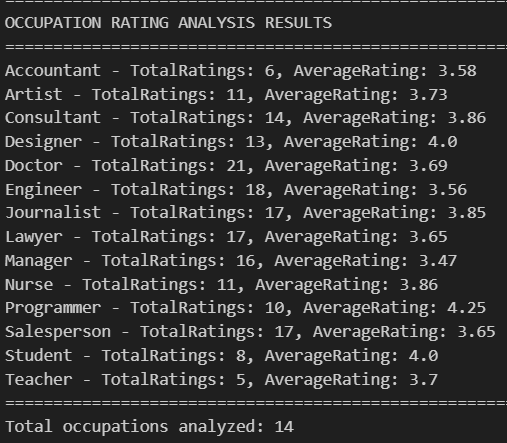 ==================================================
OCCUPATION RATING ANALYSIS RESULTS
==================================================
Accountant - TotalRatings: 6, AverageRating: 3.58
Artist - TotalRatings: 11, AverageRating: 3.73
Consultant - TotalRatings: 14, AverageRating: 3.86
Designer - TotalRatings: 13, AverageRating: 4.0
Doctor - TotalRatings: 21, AverageRating: 3.69
Engineer - TotalRatings: 18, AverageRating: 3.56
Journalist - TotalRatings: 17, AverageRating: 3.85
Lawyer - TotalRatings: 17, AverageRating: 3.65
Manager - TotalRatings: 16, AverageRating: 3.47
Nurse - TotalRatings: 11, AverageRating: 3.86
Programmer - TotalRatings: 10, AverageRating: 4.25
Salesperson - TotalRatings: 17, AverageRating: 3.65
Student - TotalRatings: 8, AverageRating: 4.0
Teacher - TotalRatings: 5, AverageRating: 3.7
==================================================
Total occupations analyzed: 14